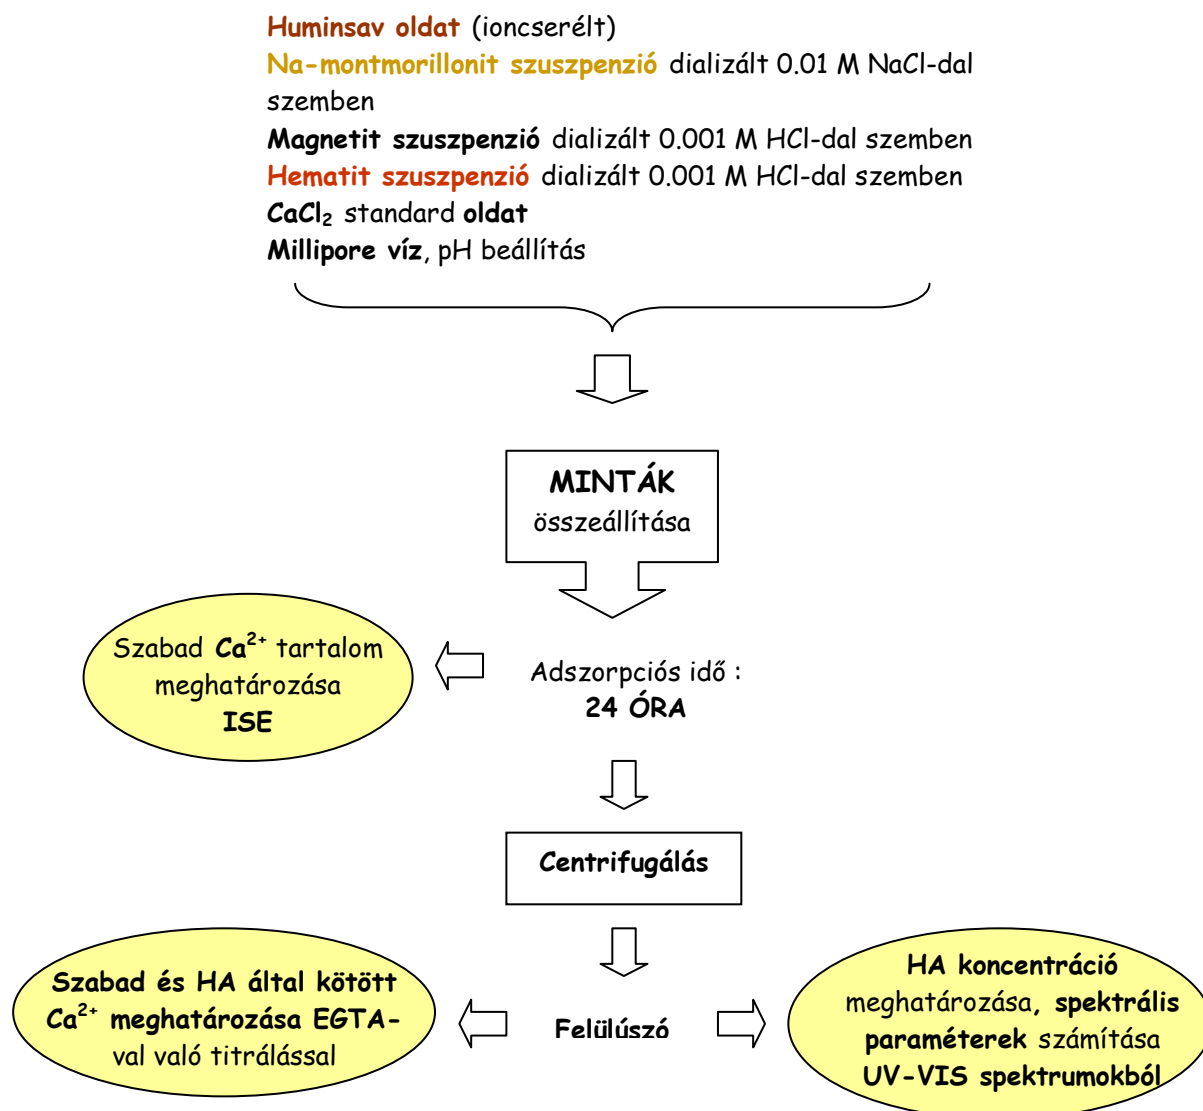 Huminsav oldat (ioncserélt)
Na-montmorillonit szuszpenzió dializált 0.01 M NaCl-dal
szemben
Magnetit szuszpenzió dializált 0.001 M HCl-dal szemben
Hematit szuszpenzió dializált 0.001 M HCl-dal szemben
CaCl₂ standard oldat
Millipore víz, pH beállítás
MINTÁK
összeállítása
Szabad Ca²⁺ tartalom
meghatározása
ISE
Adszorpciós idő :
24 ÓRA
Centrifugálás
Szabad és HA által kötött
Ca²⁺ meghatározása EGTA-
val való titrálással
Felülúszó
HA koncentráció
meghatározása, spektrális
paraméterek számítása
UV-VIS spektrumokból